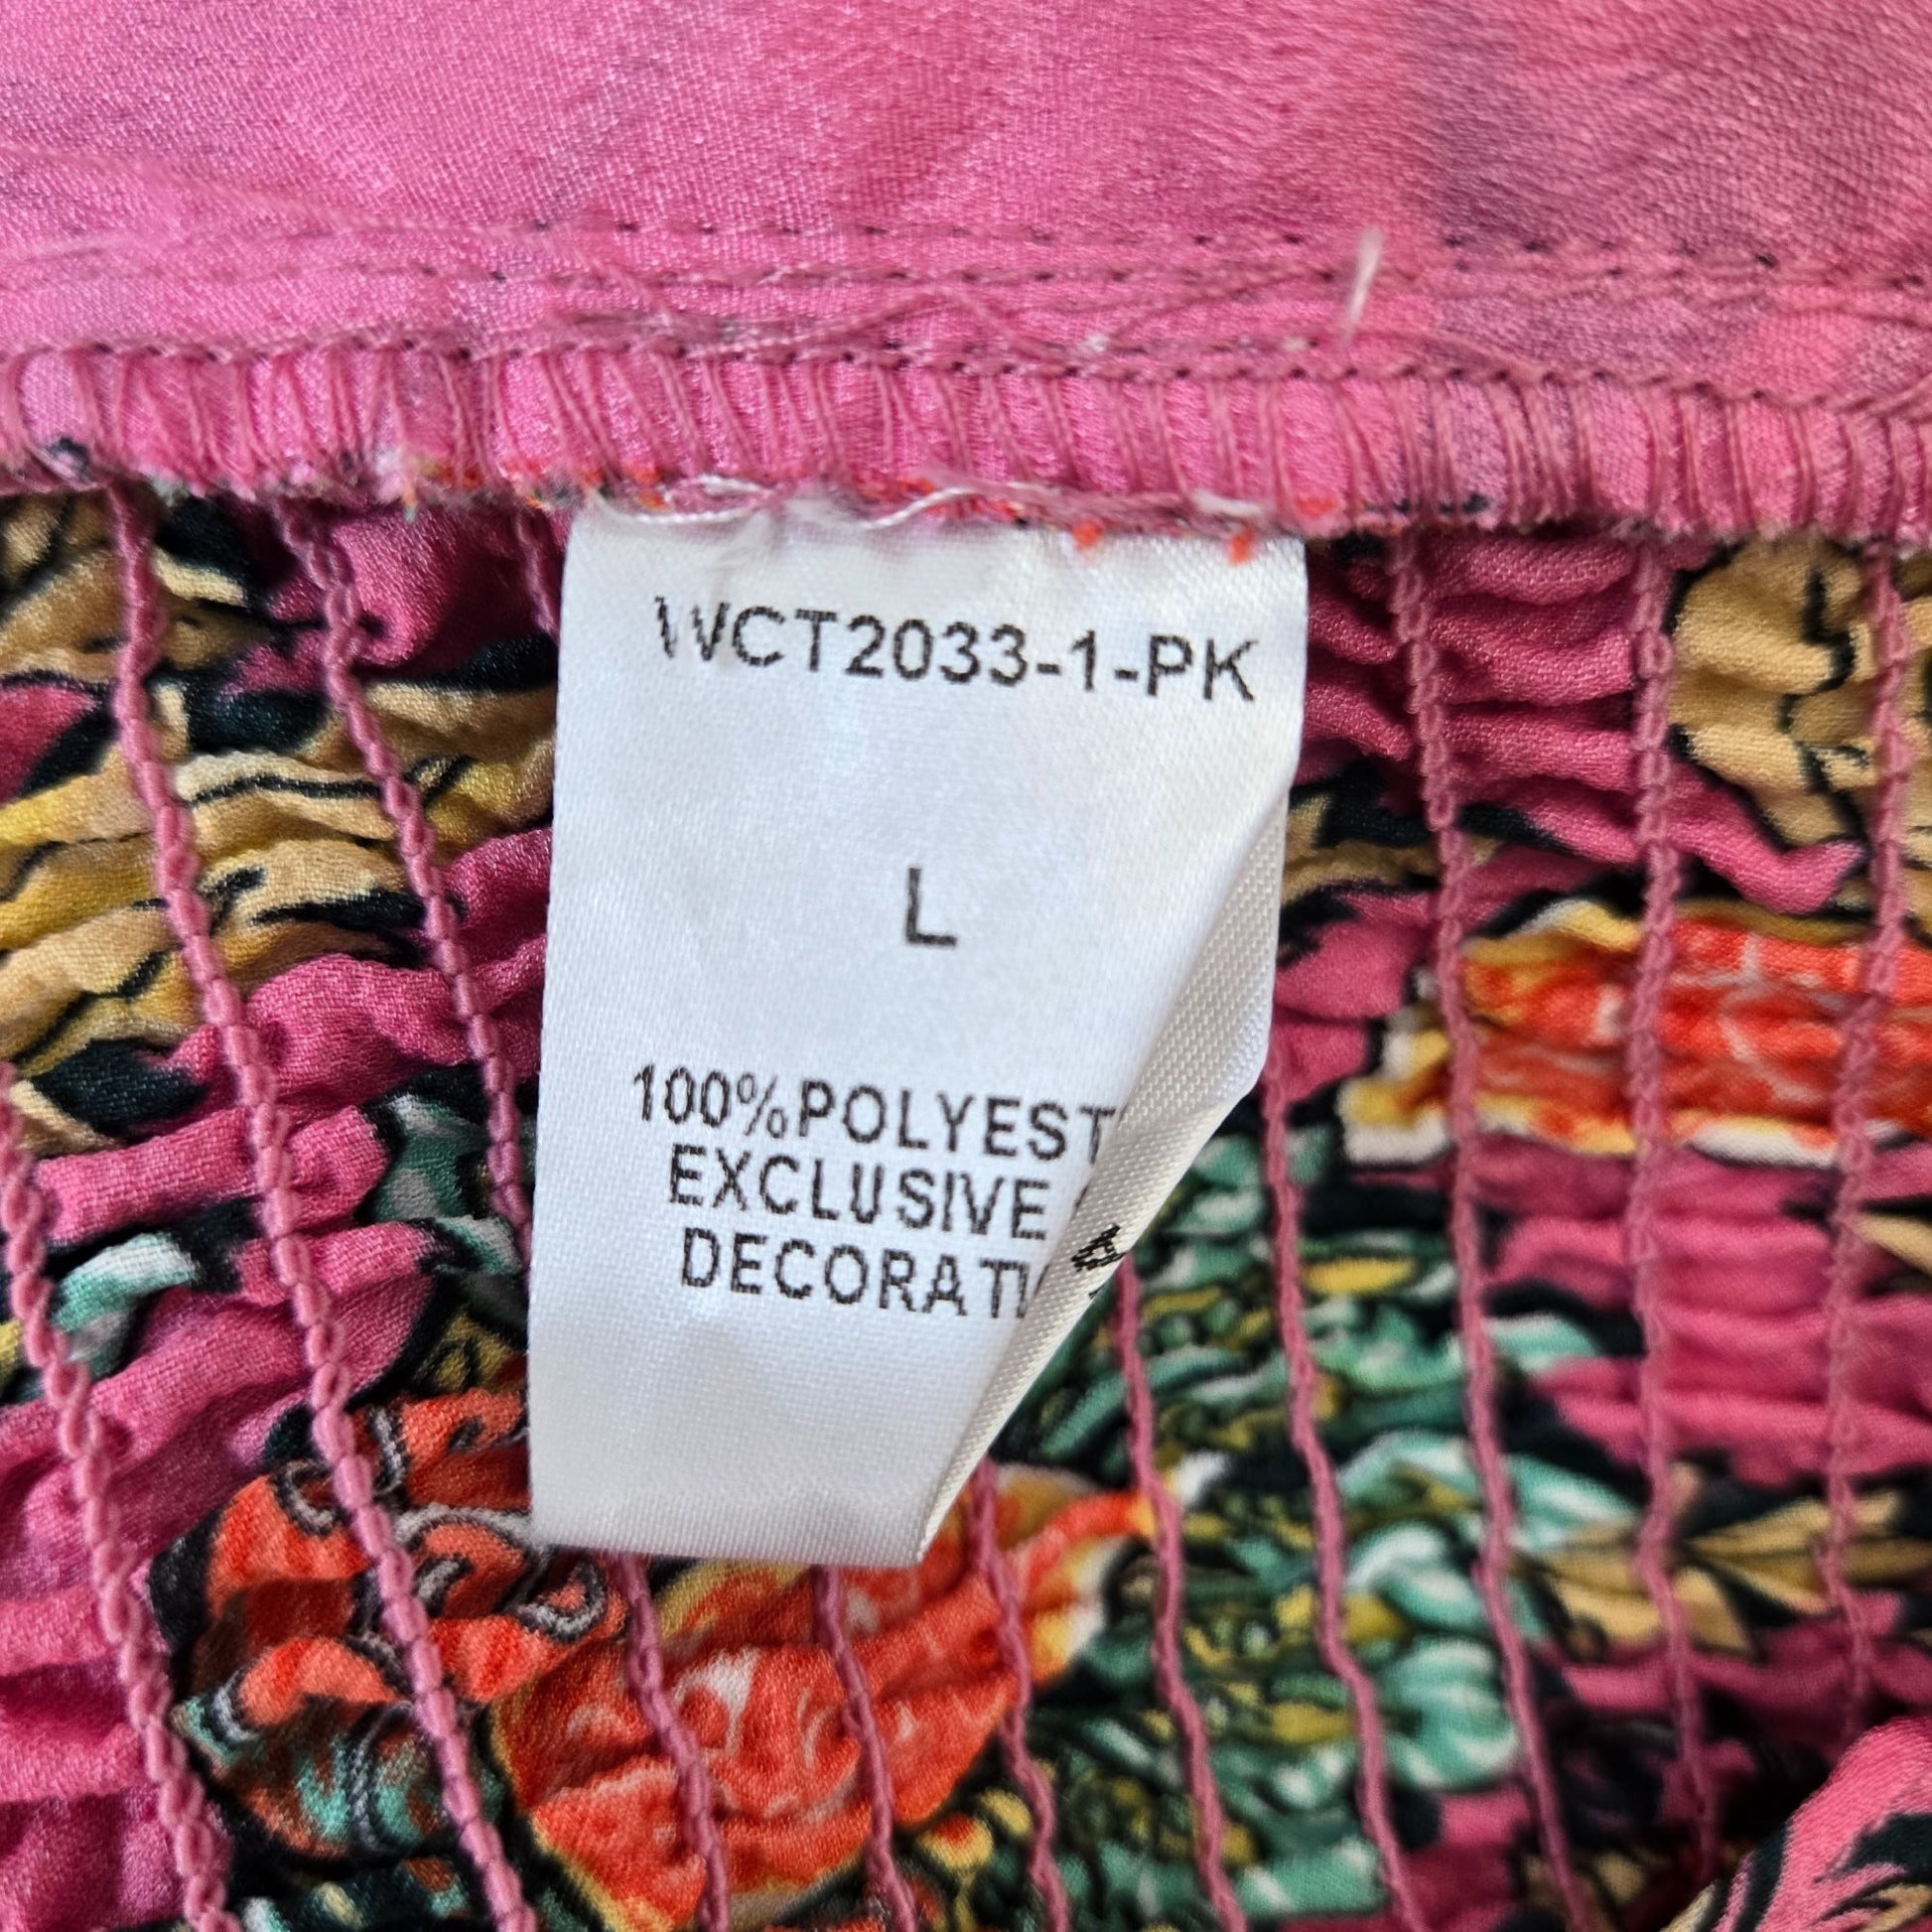 WCT2033-1-PK
L
100%POLYEST
EXCLUSIVE
DECORATI